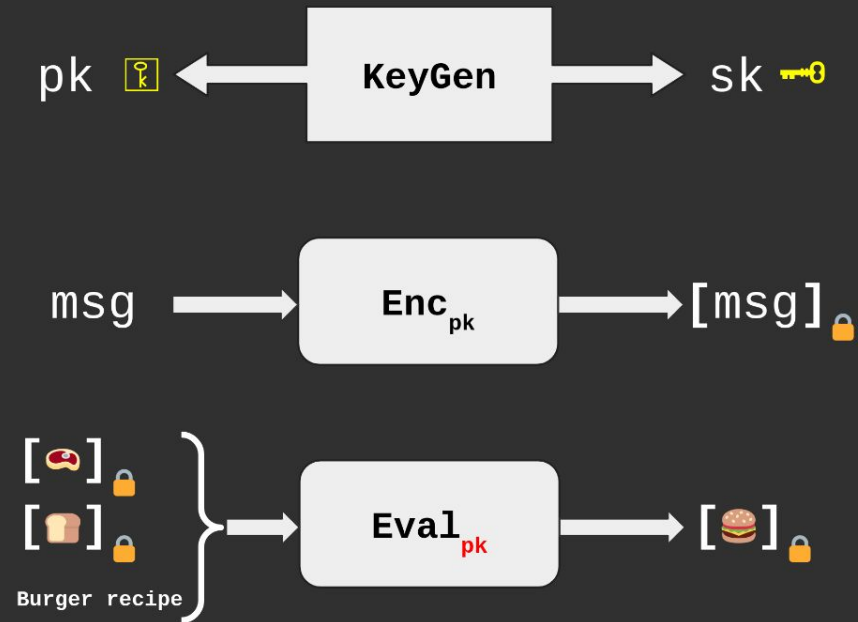 pk KeyGen sk
msg Enc pk [msg]
[ ]
[ ] Eval pk [ ]
Burger recipe